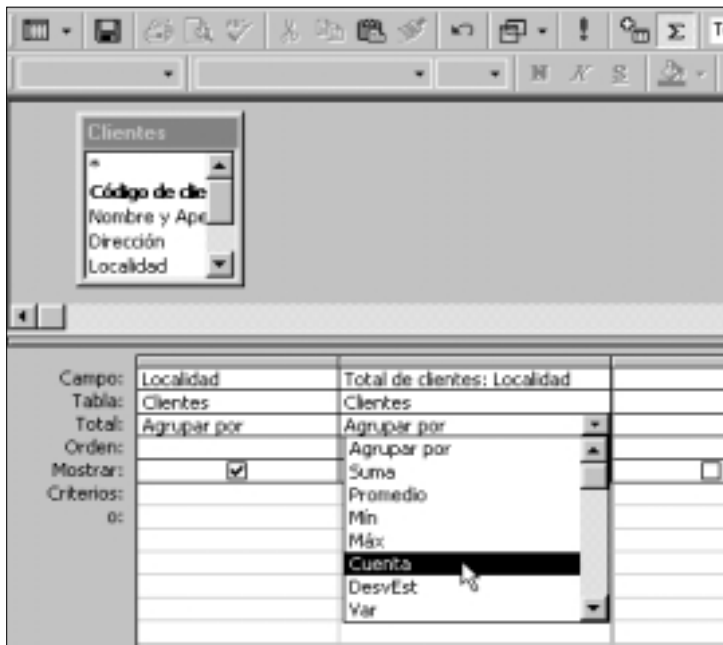 N K S
Clientes
*
Código de clie
Nombre y Ape
Dirección
Localidad
Campo: Localidad Total de clientes: Localidad
Tabla: Clientes Clientes
Total: Agrupar por Agrupar por
Orden: Agrupar por
Mostrar: Suma
Criterios: Promedio
o: Mín
Máx
Cuenta
DesvEst
Var